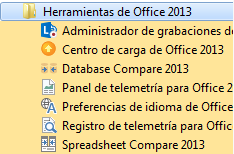 Herramientas de Office 2013
Administrador de grabaciones de
Centro de carga de Office 2013
Database Compare 2013
Panel de telemetría para Office 2
Preferencias de idioma de Office
Registro de telemetría para Offi
Spreadsheet Compare 2013